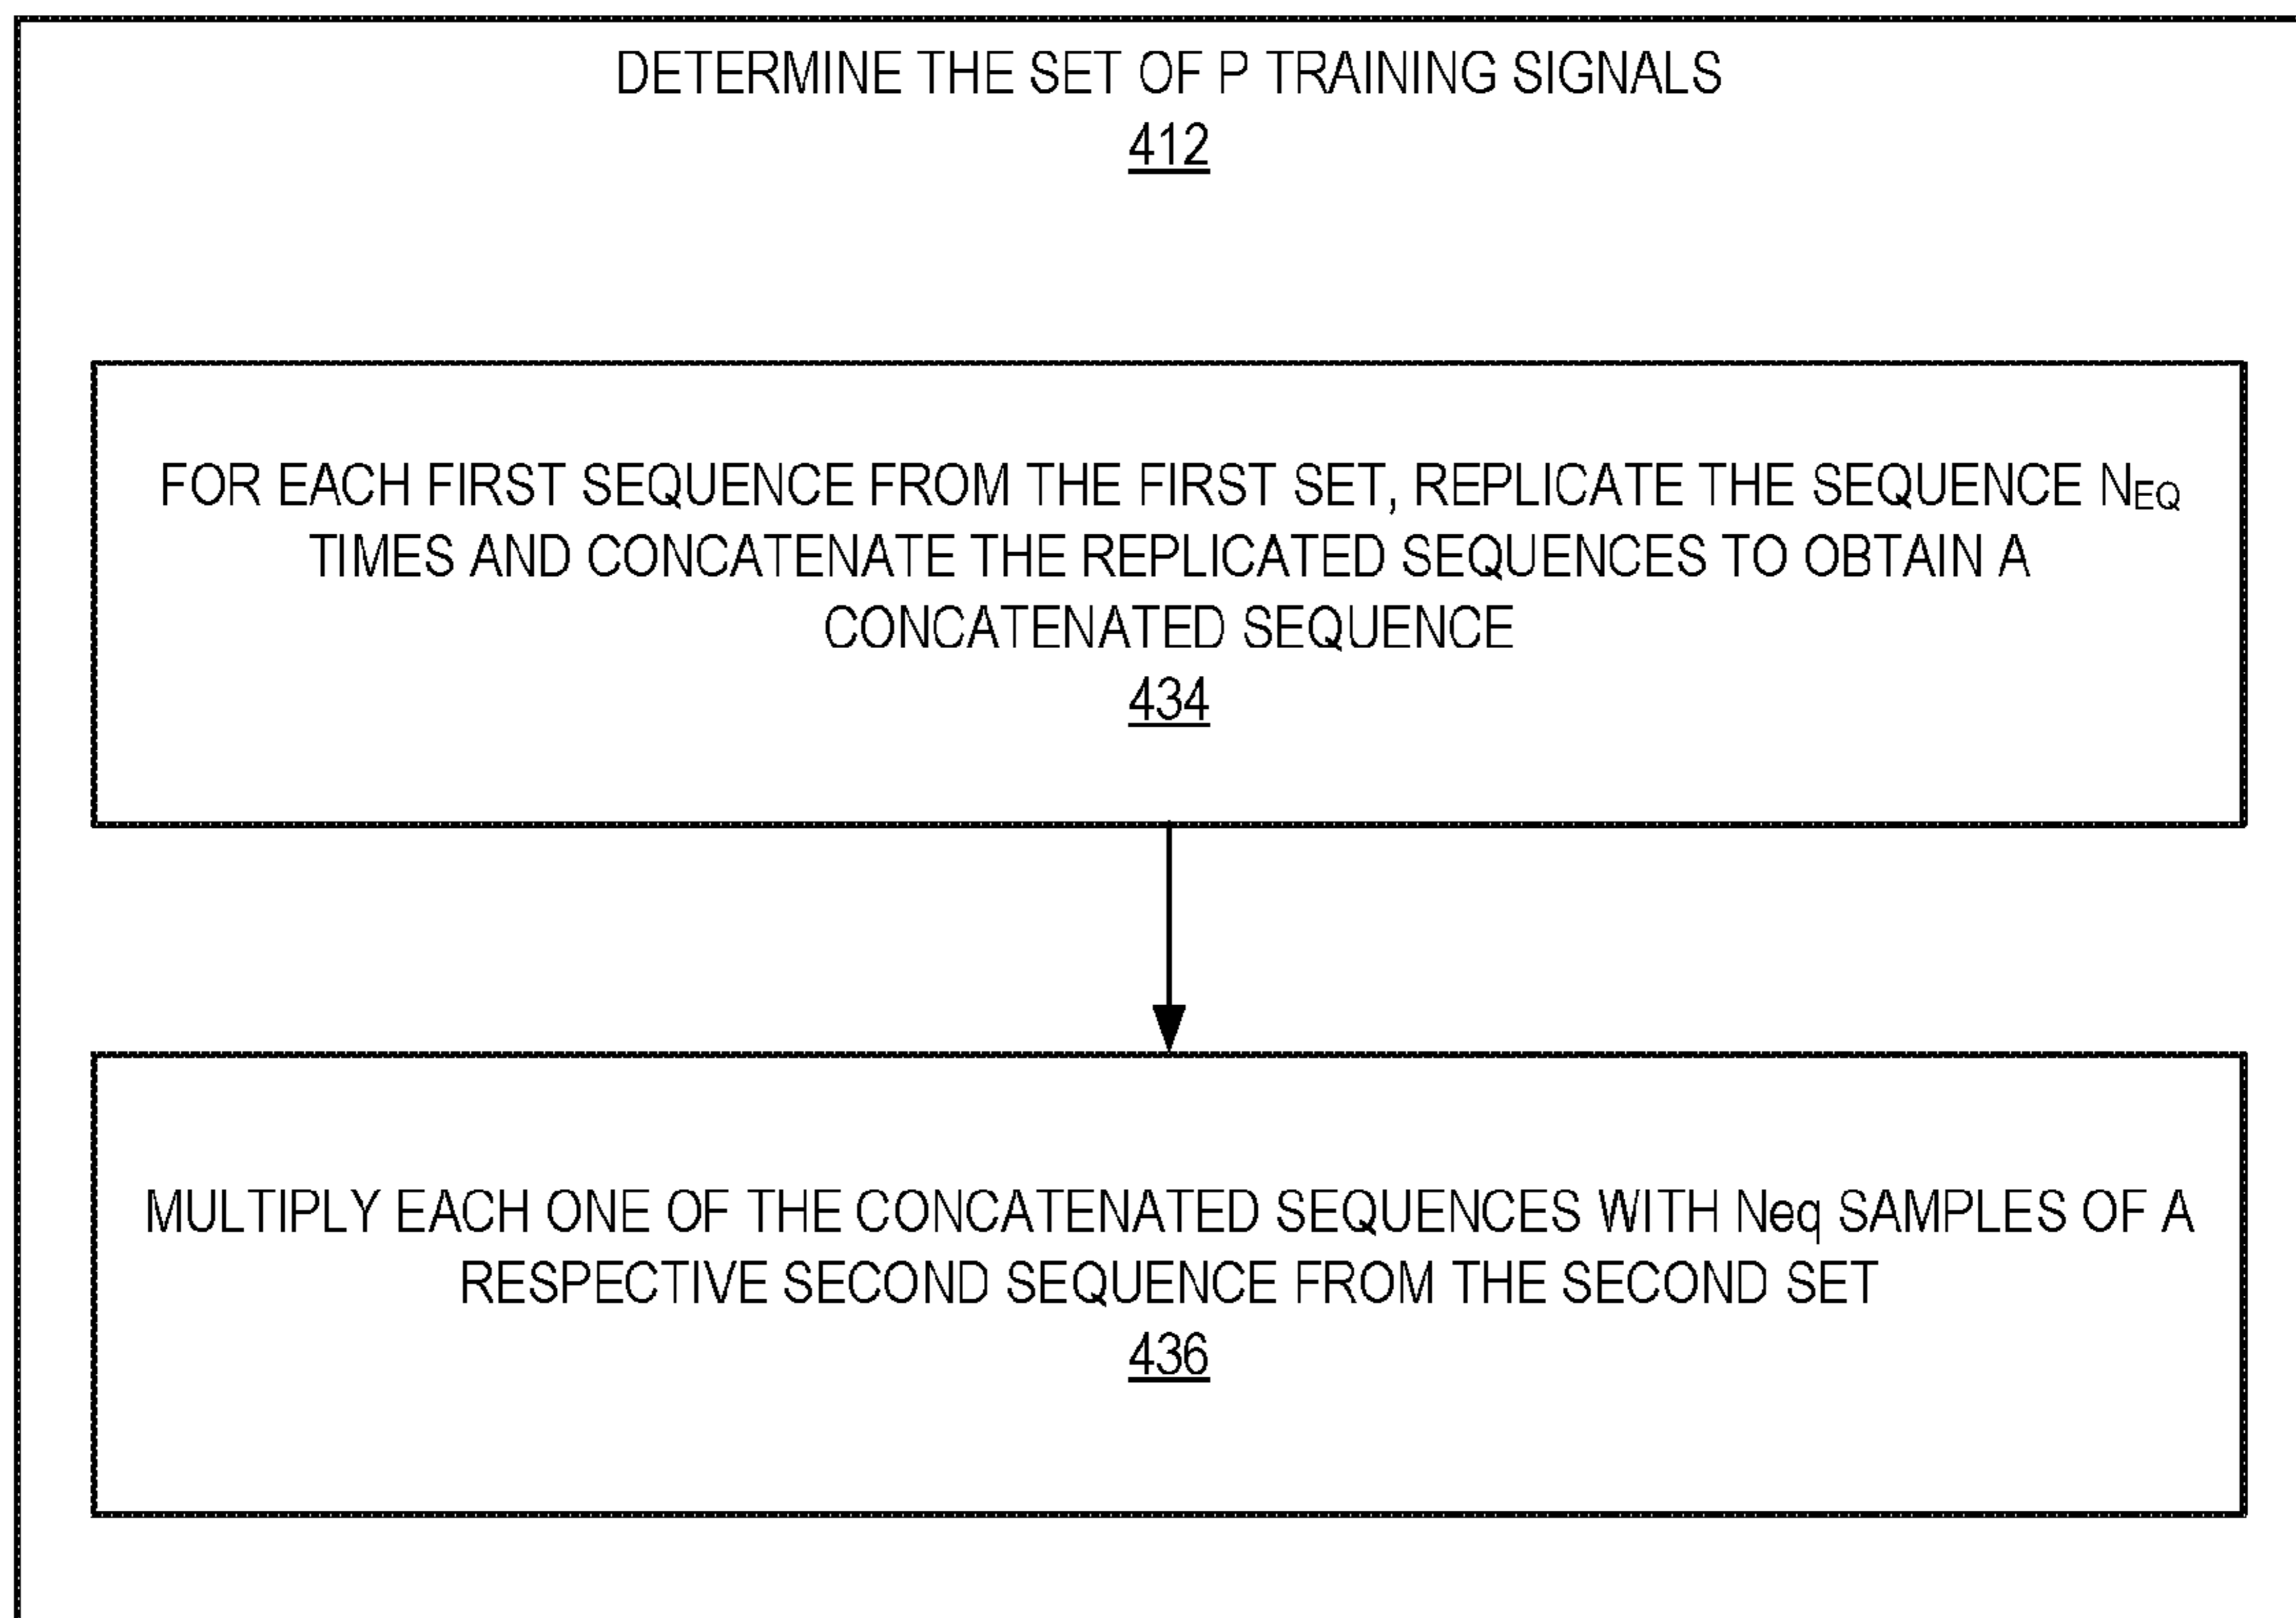 DETERMINE THE SET OF P TRAINING SIGNALS
412
FOR EACH FIRST SEQUENCE FROM THE FIRST SET, REPLICATE THE SEQUENCE NEQ
TIMES AND CONCATENATE THE REPLICATED SEQUENCES TO OBTAIN A
CONCATENATED SEQUENCE
434
MULTIPLY EACH ONE OF THE CONCATENATED SEQUENCES WITH Neq SAMPLES OF A
RESPECTIVE SECOND SEQUENCE FROM THE SECOND SET
436